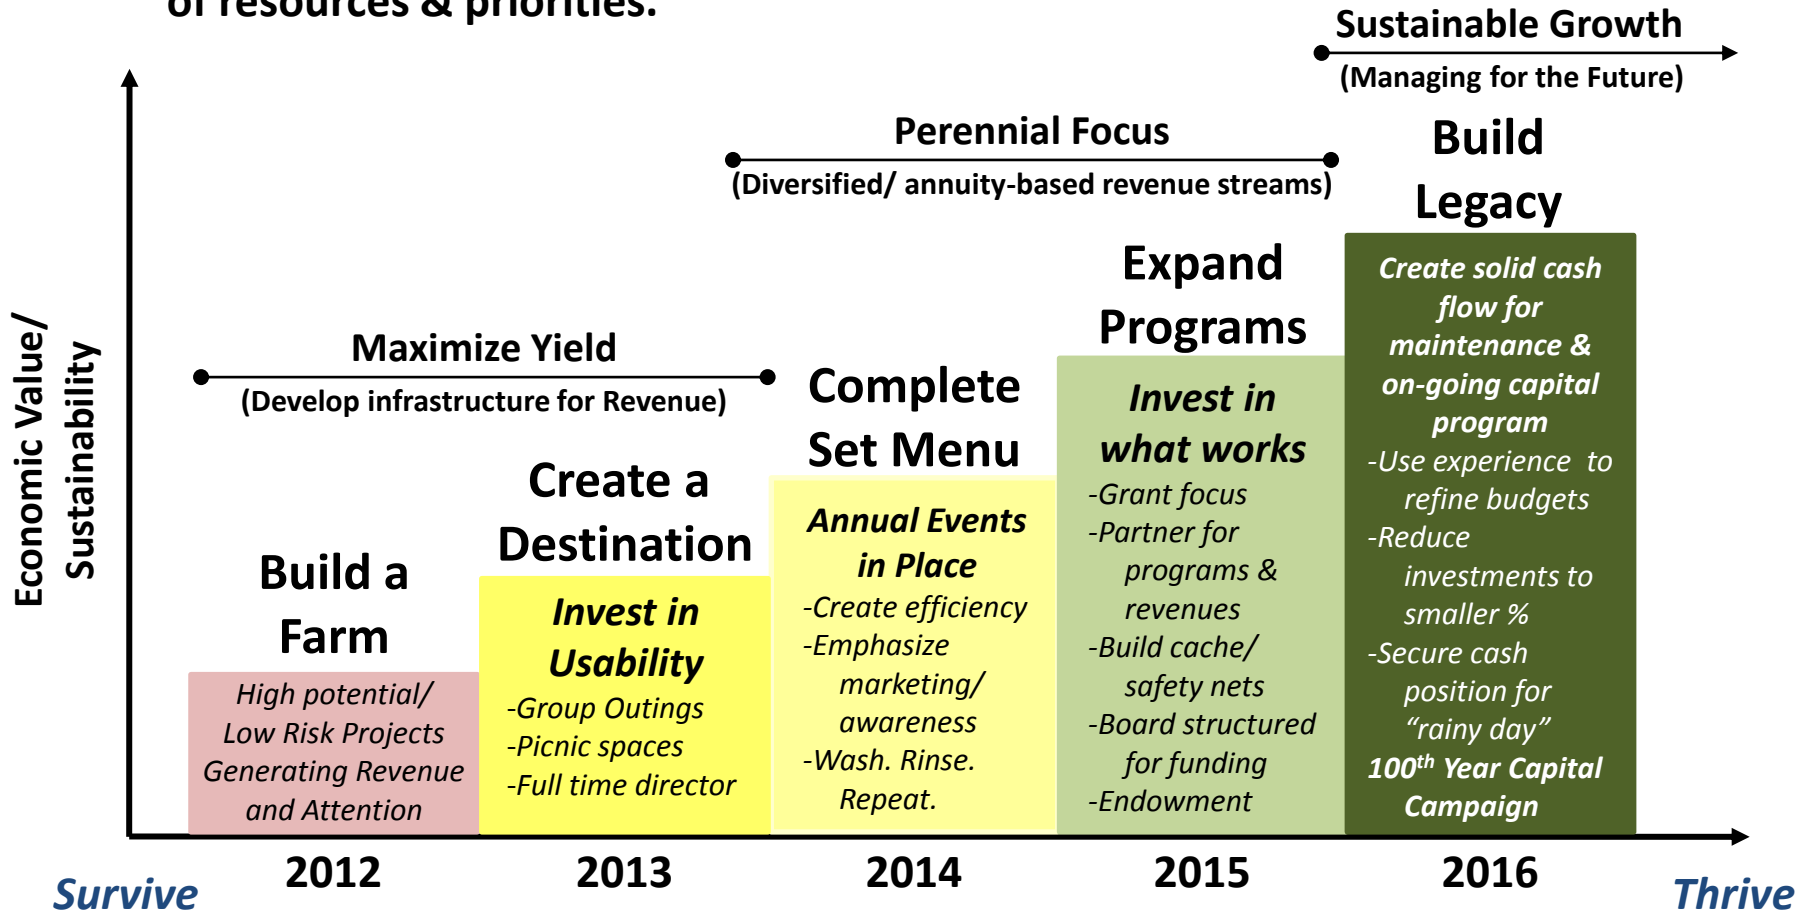 of resources & priorities.
Sustainable Growth
(Managing for the Future)
Perennial Focus
(Diversified/ annuity-based revenue streams)
Maximize Yield
(Develop infrastructure for Revenue)
Economic Value/
Sustainability
Build a
Farm
High potential/
Low Risk Projects
Generating Revenue
and Attention
Create a
Destination
Invest in
Usability
-Group Outings
-Picnic spaces
-Full time director
Complete
Set Menu
Annual Events
in Place
-Create efficiency
-Emphasize
marketing/
awareness
-Wash. Rinse.
Repeat.
Expand
Programs
Invest in
what works
-Grant focus
-Partner for
programs &
revenues
-Build cache/
safety nets
-Board structured
for funding
-Endowment
Build
Legacy
Create solid cash
flow for
maintenance &
on-going capital
program
-Use experience to
refine budgets
-Reduce
investments to
smaller %
-Secure cash
position for
“rainy day”
100th Year Capital
Campaign
2012
2013
2014
2015
2016
Survive
Thrive